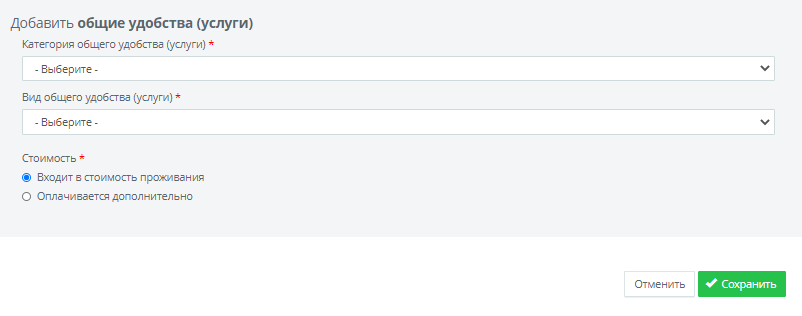 Добавить общие удобства (услуги)
Категория общего удобства (услуги) *
- Выберите -
Вид общего удобства (услуги) *
- Выберите -
Стоимость *
Входит в стоимость проживания
Оплачивается дополнительно
Отменить Сохранить